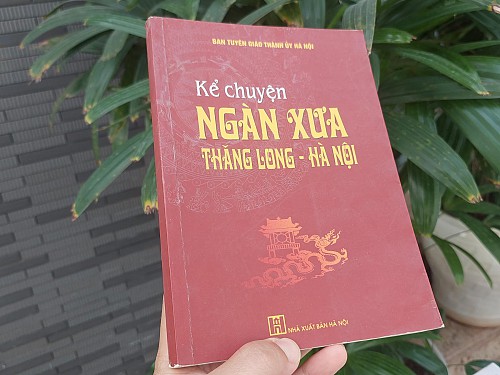 BAN TUYÊN GIÁO THÀNH ỦY HÀ NỘI
Kể chuyện
NGÀN XƯA
THĂNG LONG - HÀ NỘI
NHÀ XUẤT BẢN HÀ NỘI